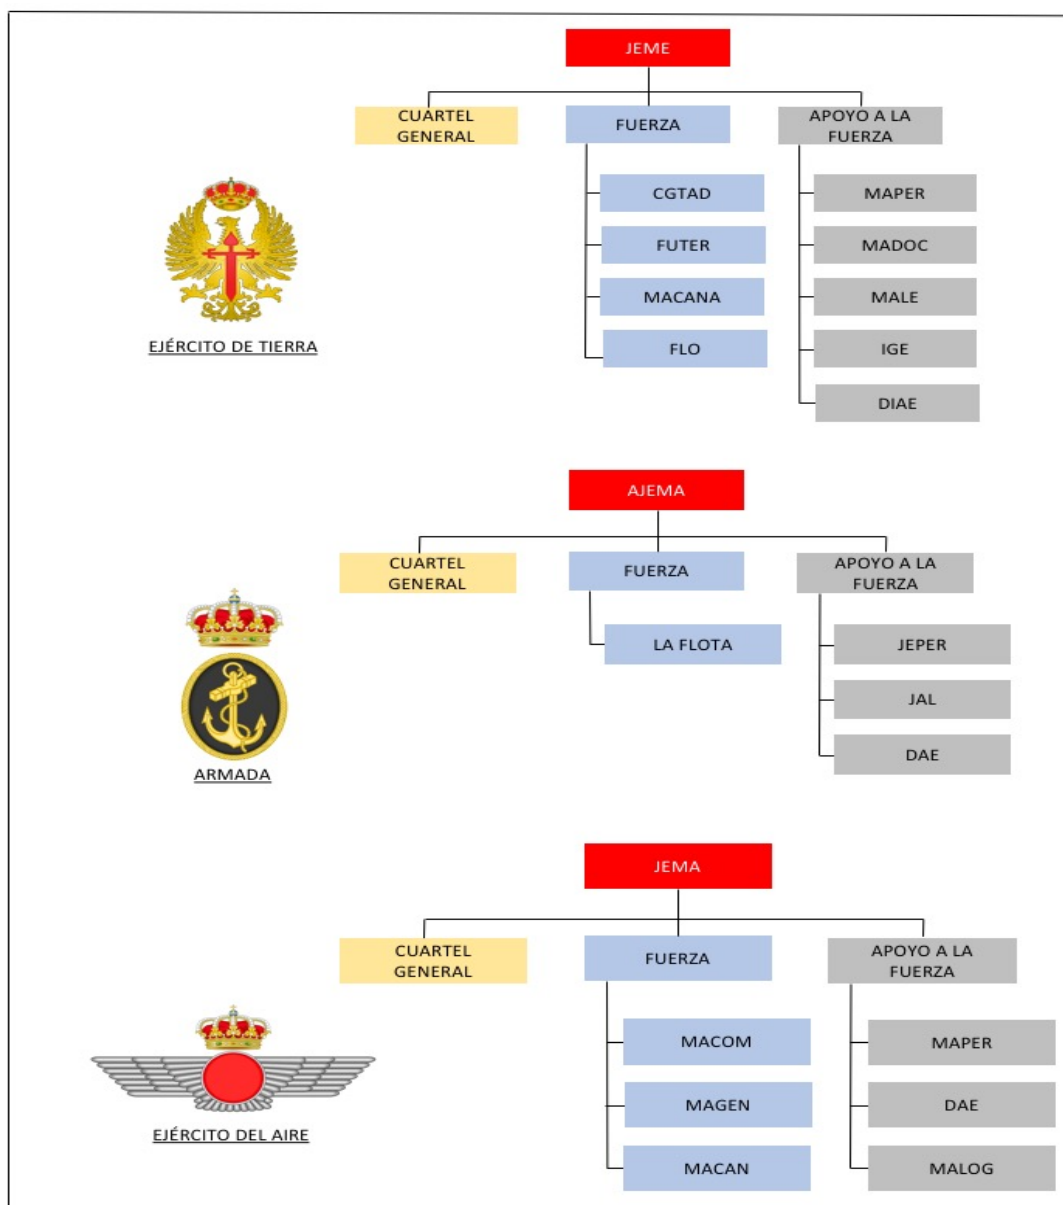 JEME
CUARTEL
GENERAL
FUERZA
APOYO A LA
FUERZA
CGTAD
MAPER
FUTER
MADOC
MACANA
MALE
FLO
IGE
DIAE
EJÉRCITO DE TIERRA
AJEMA
CUARTEL
GENERAL
FUERZA
APOYO A LA
FUERZA
LA FLOTA
JEPER
JAL
DAE
ARMADA
JEMA
CUARTEL
GENERAL
FUERZA
APOYO A LA
FUERZA
MACOM
MAPER
MAGEN
DAE
MACAN
MALOG
EJÉRCITO DEL AIRE